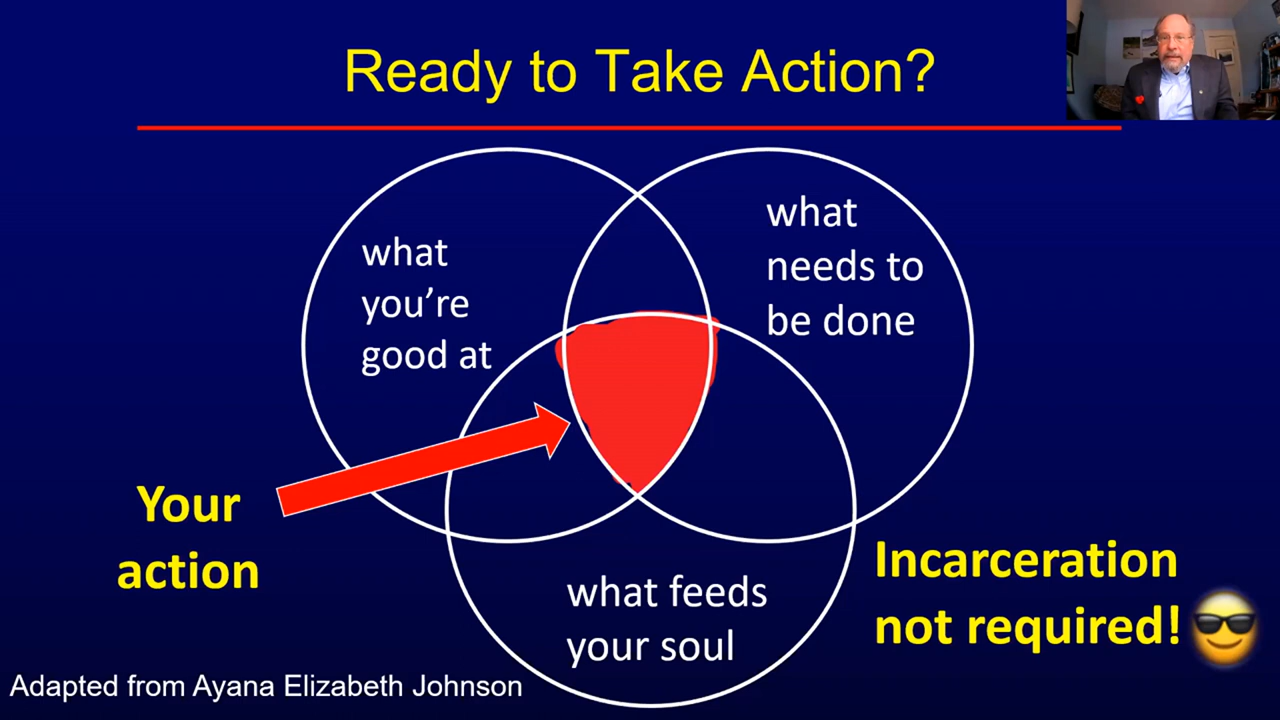 Ready to Take Action?
what
you’re
good at
what
needs to
be done
Your
action
what feeds
your soul
Incarceration
not required!
Adapted from Ayana Elizabeth Johnson